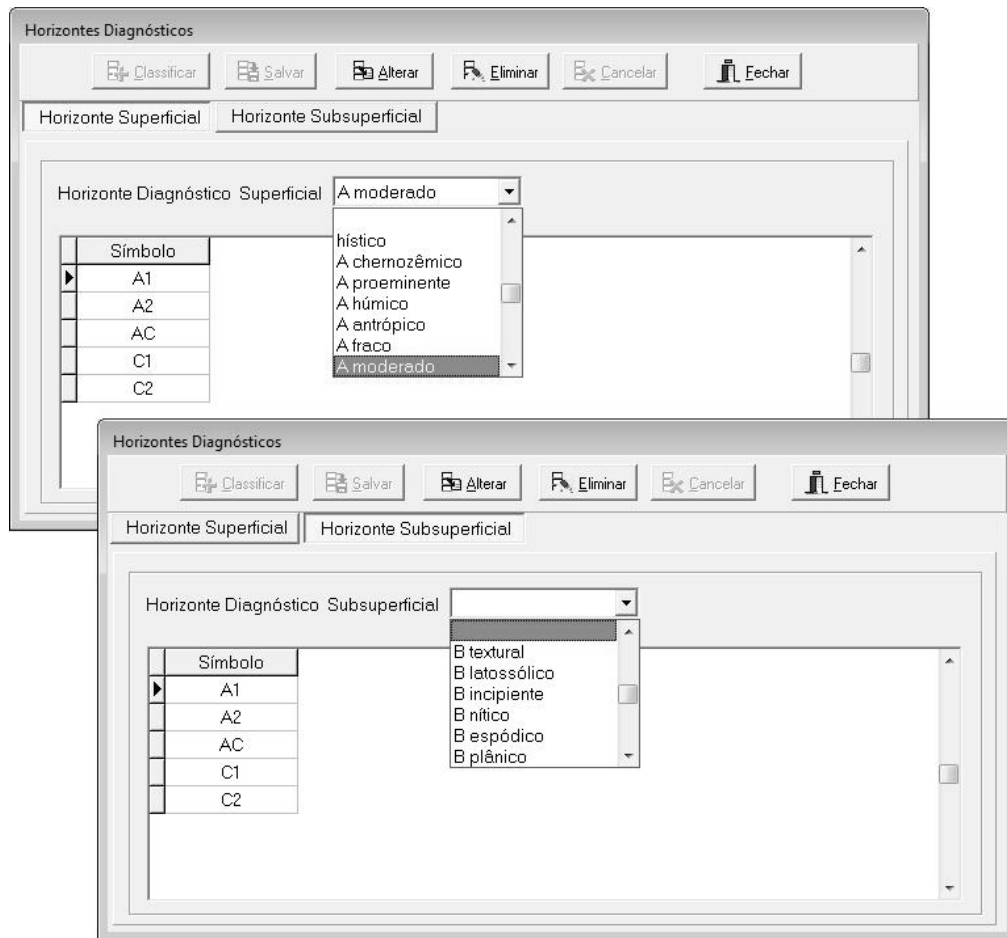 Horizontes Diagnósticos
Classificar Salvar Alterar Eliminar Cancelar Fechar
Horizonte Superficial Horizonte Subsuperficial
Horizonte Diagnóstico Superficial A moderado
hístico
A chernozêmico
A proeminente
A húmico
A antrópico
A fraco
A moderado
Símbolo
A1
A2
AC
C1
C2
Horizontes Diagnósticos
Classificar Salvar Alterar Eliminar Cancelar Fechar
Horizonte Superficial Horizonte Subsuperficial
Horizonte Diagnóstico Subsuperficial
B textural
B latossólico
B incipiente
B nítico
B espódico
B plânico
Símbolo
A1
A2
AC
C1
C2